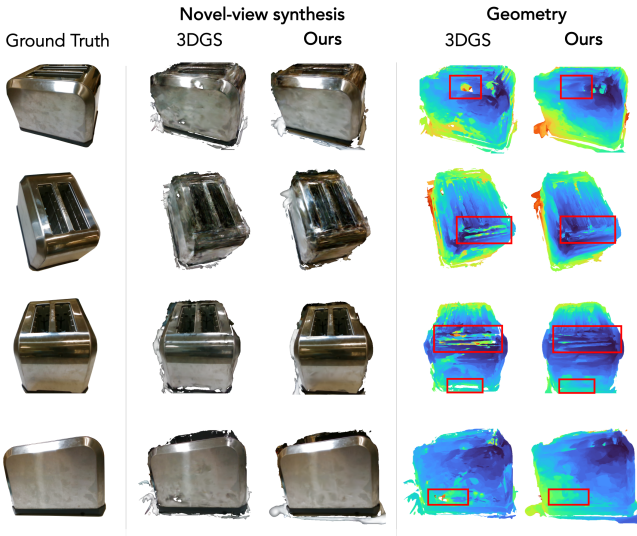 Novel-view synthesis
Geometry
Ground Truth
3DGS
Ours
3DGS
Ours